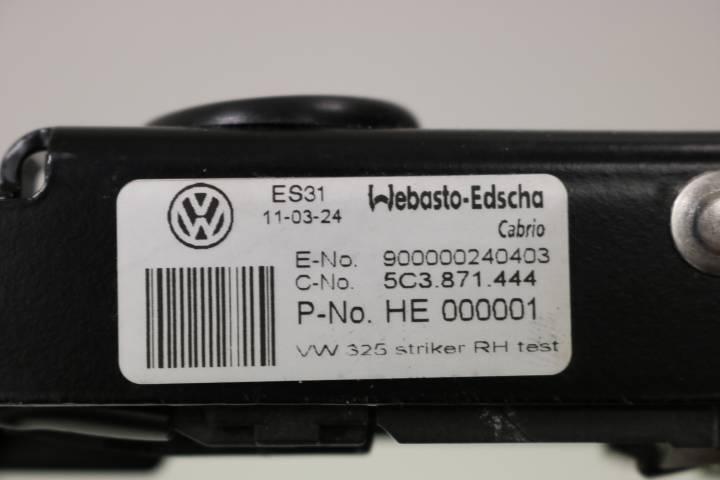 ES31
11-03-24
Webasto-Edscha
Cabrio
E-No. 900000240403
C-No. 5C3.871.444
P-No. HE 000001
VW 325 striker RH test